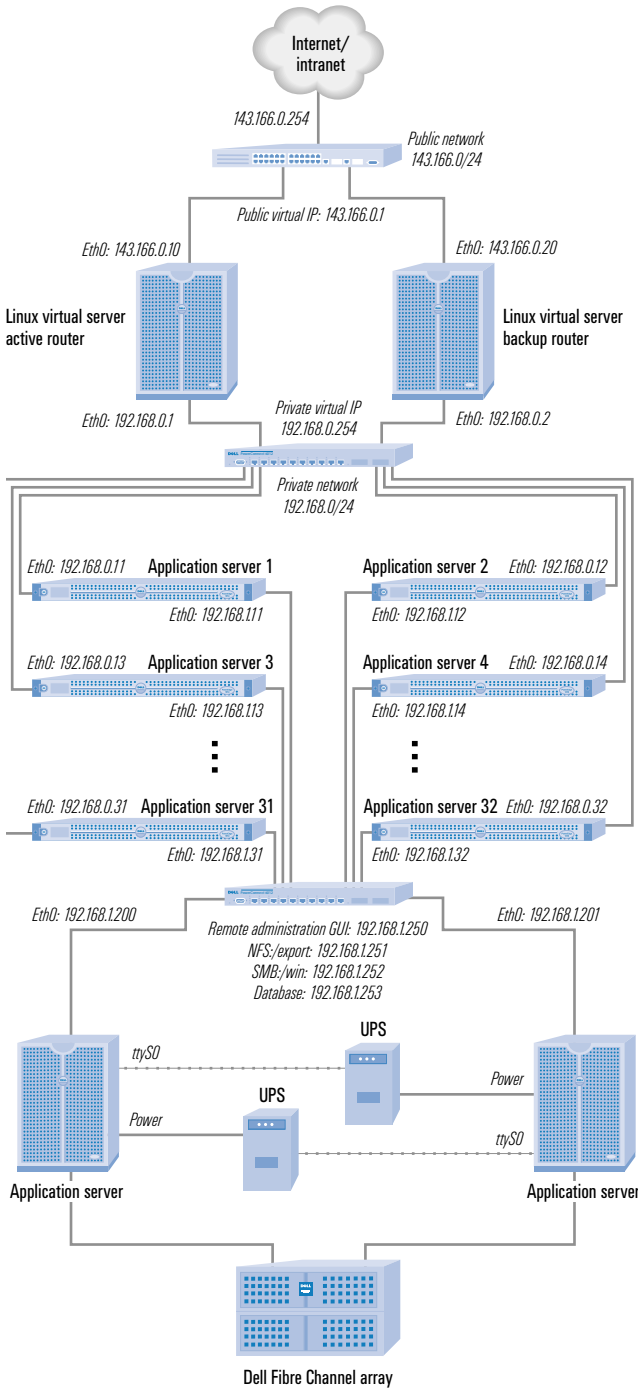 Internet/
intranet
143.166.0.254
Public network
143.166.0/24
Public virtual IP: 143.166.0.1
Eth0: 143.166.0.10
Eth0: 143.166.0.20
Linux virtual server
active router
Linux virtual server
backup router
Eth0: 192.168.0.1
Private virtual IP
192.168.0.254
Eth0: 192.168.0.2
DELL
Private network
192.168.0/24
Eth0: 192.168.0.11
Application server 1
Application server 2
Eth0: 192.168.0.12
Eth0: 192.168.1.11
Eth0: 192.168.1.12
Eth0: 192.168.0.13
Application server 3
Application server 4
Eth0: 192.168.0.14
Eth0: 192.168.1.13
Eth0: 192.168.1.14
Eth0: 192.168.0.31
Application server 31
Application server 32
Eth0: 192.168.0.32
Eth0: 192.168.1.31
Eth0: 192.168.1.32
DELL
Eth0: 192.168.1.200
Eth0: 192.168.1.201
Remote administration GUI: 192.168.1.250
NFS:/export: 192.168.1.251
SMB:/win: 192.168.1.252
Database: 192.168.1.253
UPS
ttyS0
Power
UPS
Power
ttyS0
Application server
Application server
DELL
Dell Fibre Channel array